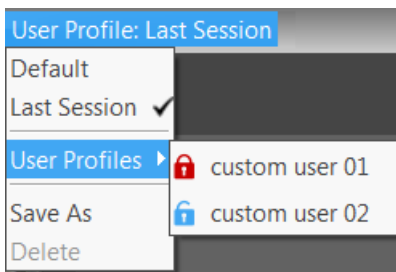 User Profile: Last Session
Default
Last Session
User Profiles
custom user 01
custom user 02
Save As
Delete